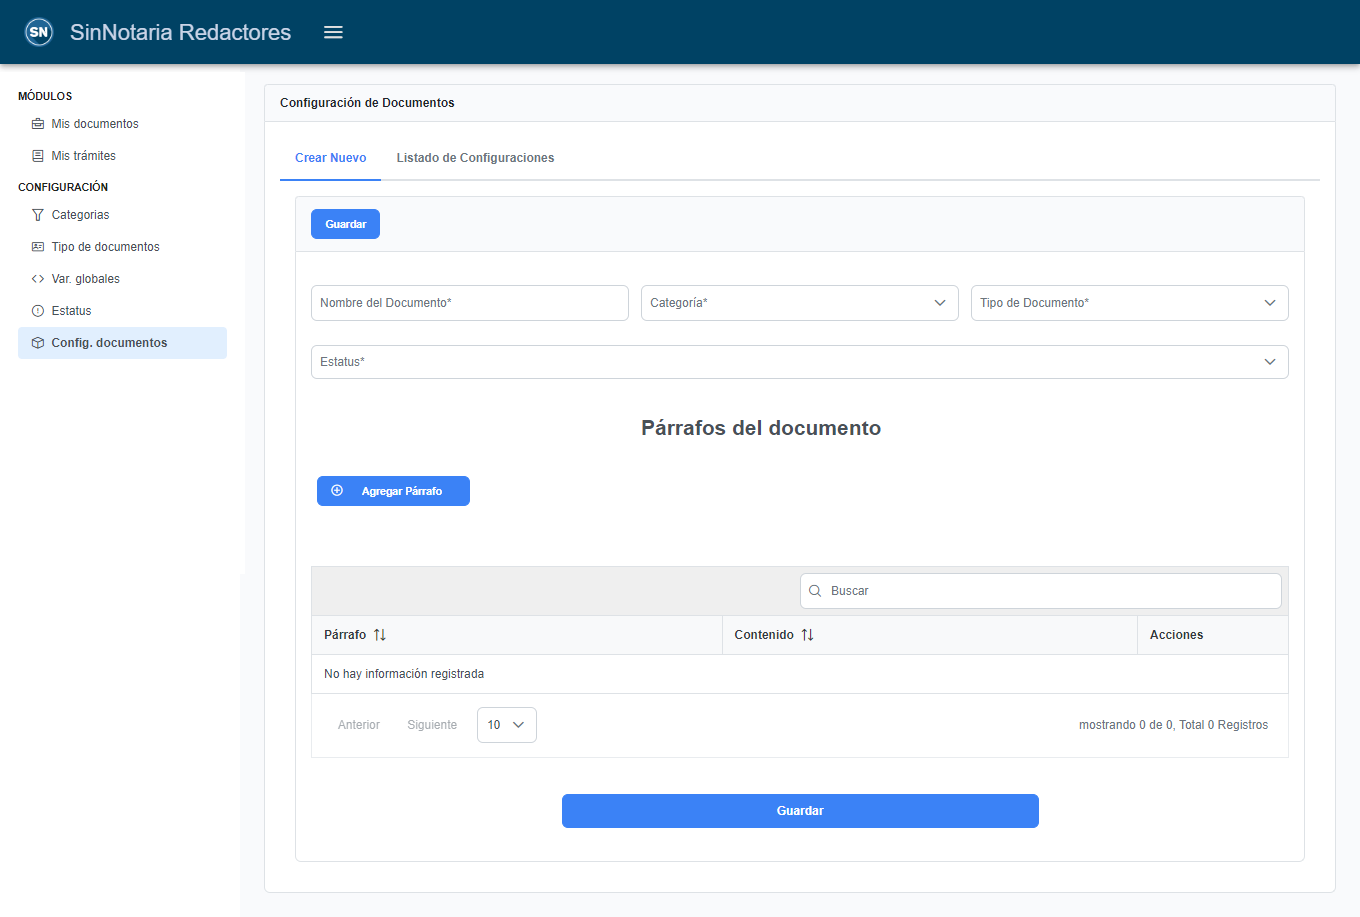 SN SinNotaria Redactores
MÓDULOS
Mis documentos
Mis trámites
CONFIGURACIÓN
Categorias
Tipo de documentos
Var. globales
Estatus
Config. documentos
Configuración de Documentos
Crear Nuevo Listado de Configuraciones
Guardar
Nombre del Documento* Categoría* Tipo de Documento*
Estatus*
Párrafos del documento
Agregar Párrafo
Buscar
Párrafo Contenido Acciones
No hay información registrada
Anterior Siguiente 10 mostrando 0 de 0, Total 0 Registros
Guardar